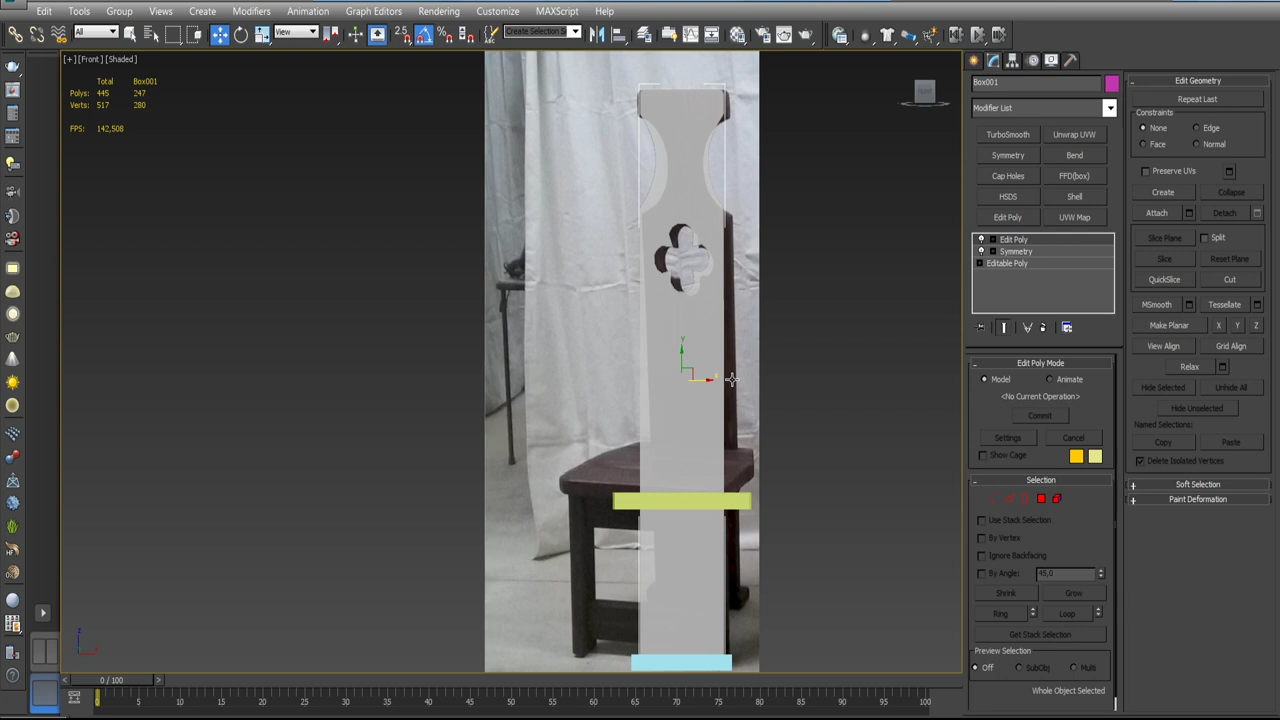 Edit Tools Group Views Create Modifiers Animation Graph Editors Rendering Customize MAXScript Help
All View 2.5 Create Selection S
[+] [Front] [Shaded]
Total Box001
Polys: 445 247
Verts: 517 280
FPS: 142,508
y
x
z
0 / 100
0 5 10 15 20 25 30 35 40 45 50 55 60 65 70 75 80 85 90 95 100
Box001
Modifier List
TurboSmooth Unwrap UVW
Symmetry Bend
Cap Holes FFD(box)
HSDS Shell
Edit Poly UVW Map
Edit Poly
Symmetry
Editable Poly
Edit Poly Mode
Model Animate
<No Current Operation>
Commit
Settings Cancel
Show Cage
Selection
Use Stack Selection
By Vertex
Ignore Backfacing
By Angle: 45,0
Shrink Grow
Ring Loop
Get Stack Selection
Preview Selection
Off SubObj Multi
Whole Object Selected
Edit Geometry
Repeat Last
Constraints
None Edge
Face Normal
Preserve UVs
Create Collapse
Attach Detach
Slice Plane Split
Slice Reset Plane
QuickSlice Cut
MSmooth Tessellate
Make Planar X Y Z
View Align Grid Align
Relax
Hide Selected Unhide All
Hide Unselected
Named Selections:
Copy Paste
Delete Isolated Vertices
Soft Selection
Paint Deformation